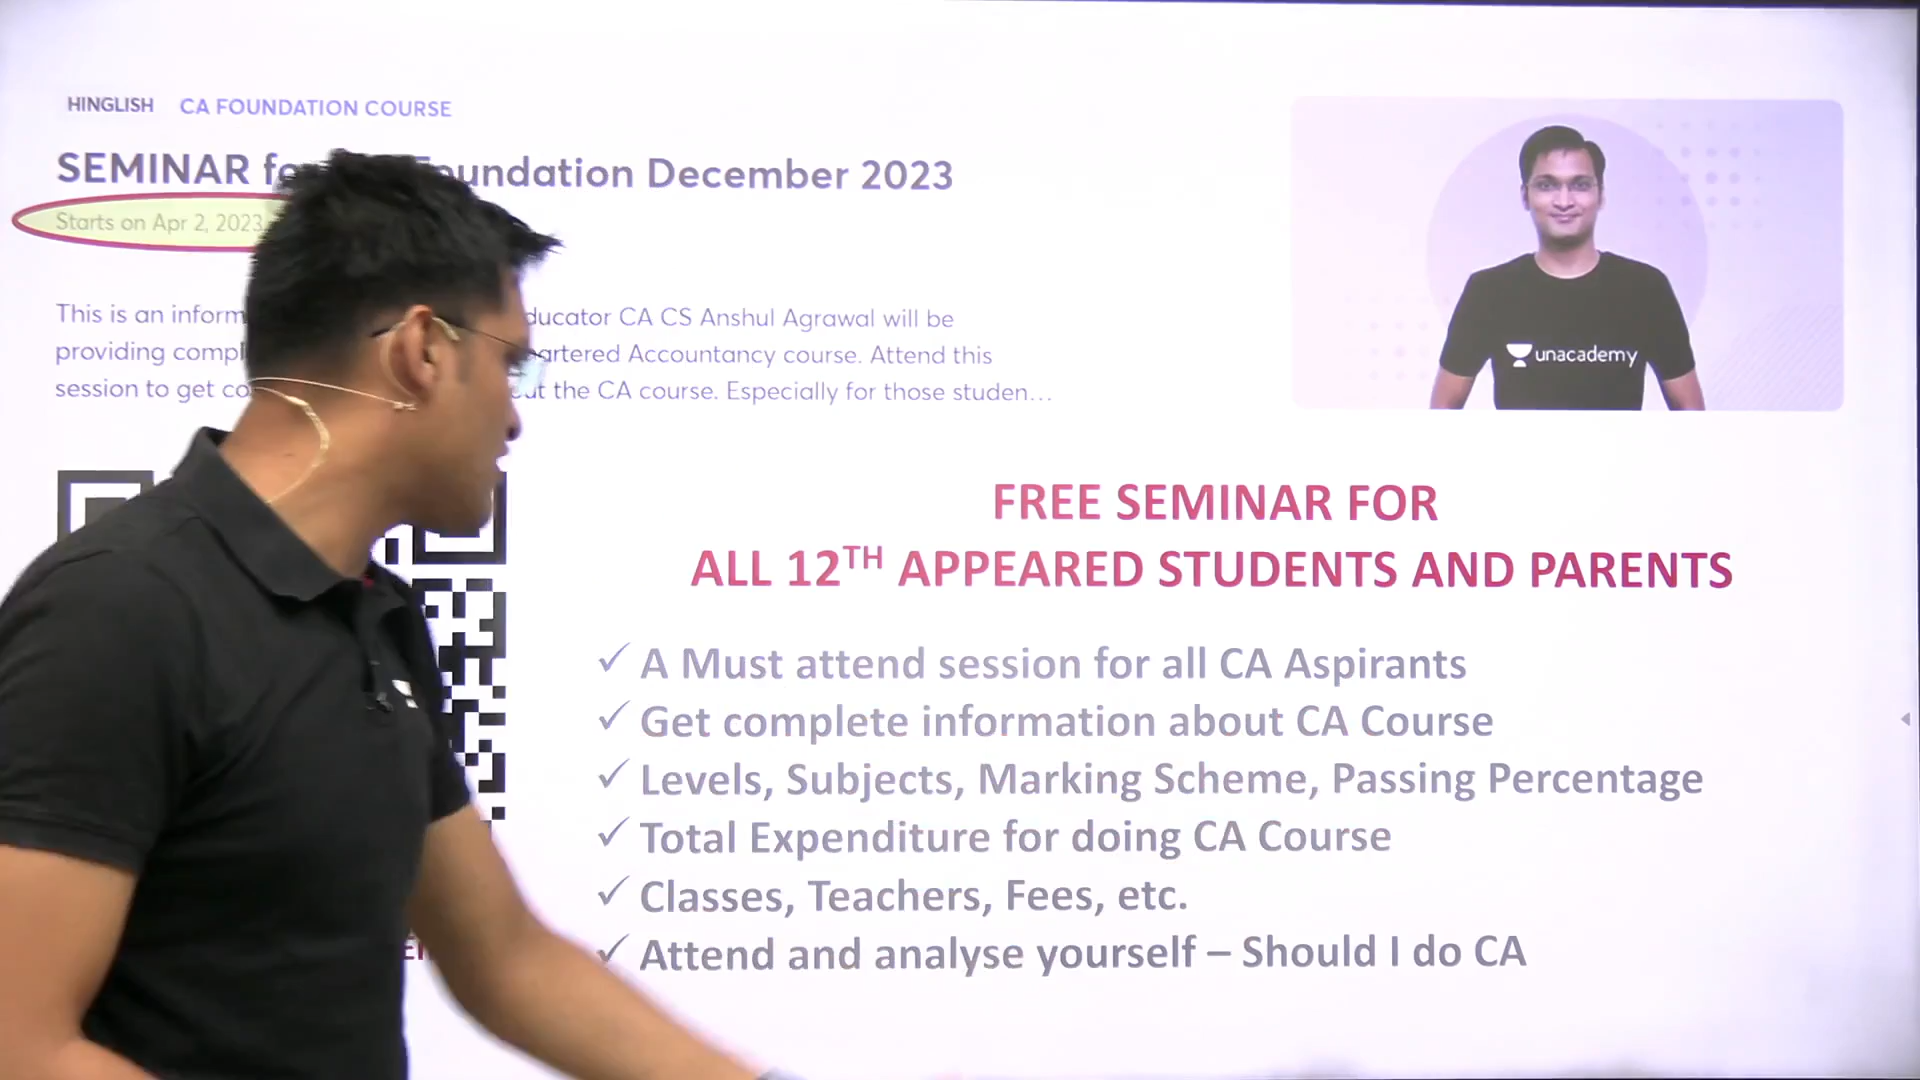 HINGLISH CA FOUNDATION COURSE
SEMINAR oundation December 2023
Starts on Apr 2, 2023
This is an ducator CA CS Anshul Agrawal will be
providing artered Accountancy course. Attend this
session to get the CA course. Especially for those studen...
unacademy
FREE SEMINAR FOR
ALL 12TH APPEARED STUDENTS AND PARENTS
✓ A Must attend session for all CA Aspirants
✓ Get complete information about CA Course
✓ Levels, Subjects, Marking Scheme, Passing Percentage
✓ Total Expenditure for doing CA Course
✓ Classes, Teachers, Fees, etc.
✓ Attend and analyse yourself – Should I do CA